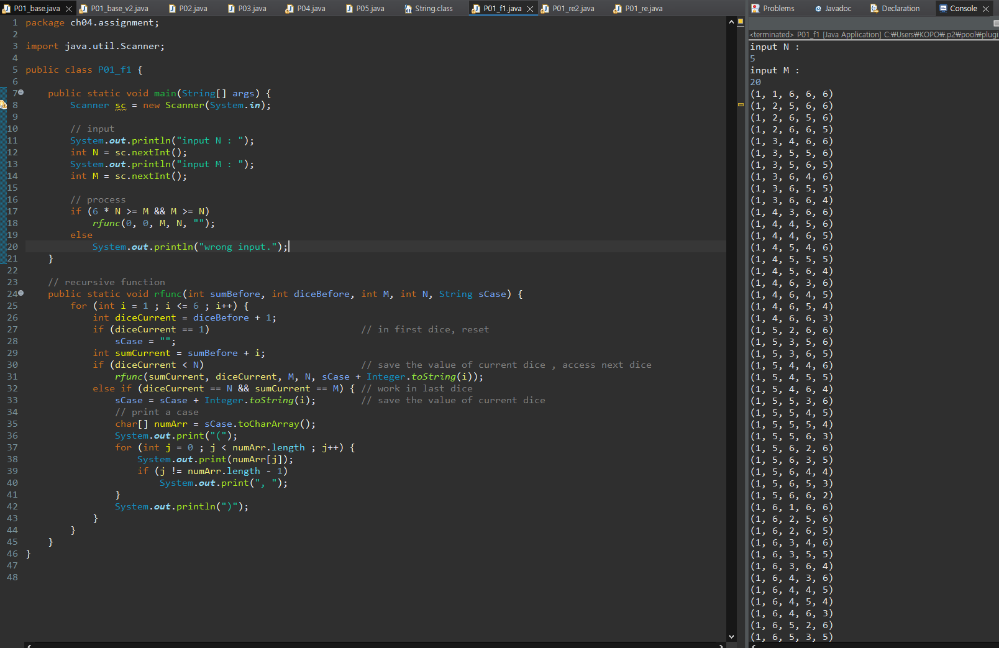 P01_base.java P01_base_v2.java P02.java P03.java P04.java P05.java String.class P01_f1.java P01_re2.java P01_re.java
1 package ch04.assignment;
2
3 import java.util.Scanner;
4
5 public class P01_f1 {
6
7 public static void main(String[] args) {
8 Scanner sc = new Scanner(System.in);
9
10 // input
11 System.out.println("input N : ");
12 int N = sc.nextInt();
13 System.out.println("input M : ");
14 int M = sc.nextInt();
15
16 // process
17 if (6 * N >= M && M >= N)
18 rfunc(0, 0, M, N, "");
19 else
20 System.out.println("wrong input.");
21 }
22
23 // recursive function
24 public static void rfunc(int sumBefore, int diceBefore, int M, int N, String sCase) {
25 for (int i = 1 ; i <= 6 ; i++) {
26 int diceCurrent = diceBefore + 1;
27 if (diceCurrent == 1) // in first dice, reset
28 sCase = "";
29 int sumCurrent = sumBefore + i;
30 if (diceCurrent < N) // save the value of current dice , access next dice
31 rfunc(sumCurrent, diceCurrent, M, N, sCase + Integer.toString(i));
32 else if (diceCurrent == N && sumCurrent == M) { // work in last dice
33 sCase = sCase + Integer.toString(i); // save the value of current dice
34 // print a case
35 char[] numArr = sCase.toCharArray();
36 System.out.print("(");
37 for (int j = 0 ; j < numArr.length ; j++) {
38 System.out.print(numArr[j]);
39 if (j != numArr.length - 1)
40 System.out.print(", ");
41 }
42 System.out.println(")");
43 }
44 }
45 }
46 }
47
48
Problems Javadoc Declaration Console
<terminated> P01_f1 [Java Application] C:₩Users₩KOPO₩.p2₩pool₩plugi
input N :
5
input M :
20
(1, 1, 6, 6, 6)
(1, 2, 5, 6, 6)
(1, 2, 6, 5, 6)
(1, 2, 6, 6, 5)
(1, 3, 4, 6, 6)
(1, 3, 5, 5, 6)
(1, 3, 5, 6, 5)
(1, 3, 6, 4, 6)
(1, 3, 6, 5, 5)
(1, 3, 6, 6, 4)
(1, 4, 3, 6, 6)
(1, 4, 4, 5, 6)
(1, 4, 4, 6, 5)
(1, 4, 5, 4, 6)
(1, 4, 5, 5, 5)
(1, 4, 5, 6, 4)
(1, 4, 6, 3, 6)
(1, 4, 6, 4, 5)
(1, 4, 6, 5, 4)
(1, 4, 6, 6, 3)
(1, 5, 2, 6, 6)
(1, 5, 3, 5, 6)
(1, 5, 3, 6, 5)
(1, 5, 4, 4, 6)
(1, 5, 4, 5, 5)
(1, 5, 4, 6, 4)
(1, 5, 5, 3, 6)
(1, 5, 5, 4, 5)
(1, 5, 5, 5, 4)
(1, 5, 5, 6, 3)
(1, 5, 6, 2, 6)
(1, 5, 6, 3, 5)
(1, 5, 6, 4, 4)
(1, 5, 6, 5, 3)
(1, 5, 6, 6, 2)
(1, 6, 1, 6, 6)
(1, 6, 2, 5, 6)
(1, 6, 2, 6, 5)
(1, 6, 3, 4, 6)
(1, 6, 3, 5, 5)
(1, 6, 3, 6, 4)
(1, 6, 4, 3, 6)
(1, 6, 4, 4, 5)
(1, 6, 4, 5, 4)
(1, 6, 4, 6, 3)
(1, 6, 5, 2, 6)
(1, 6, 5, 3, 5)